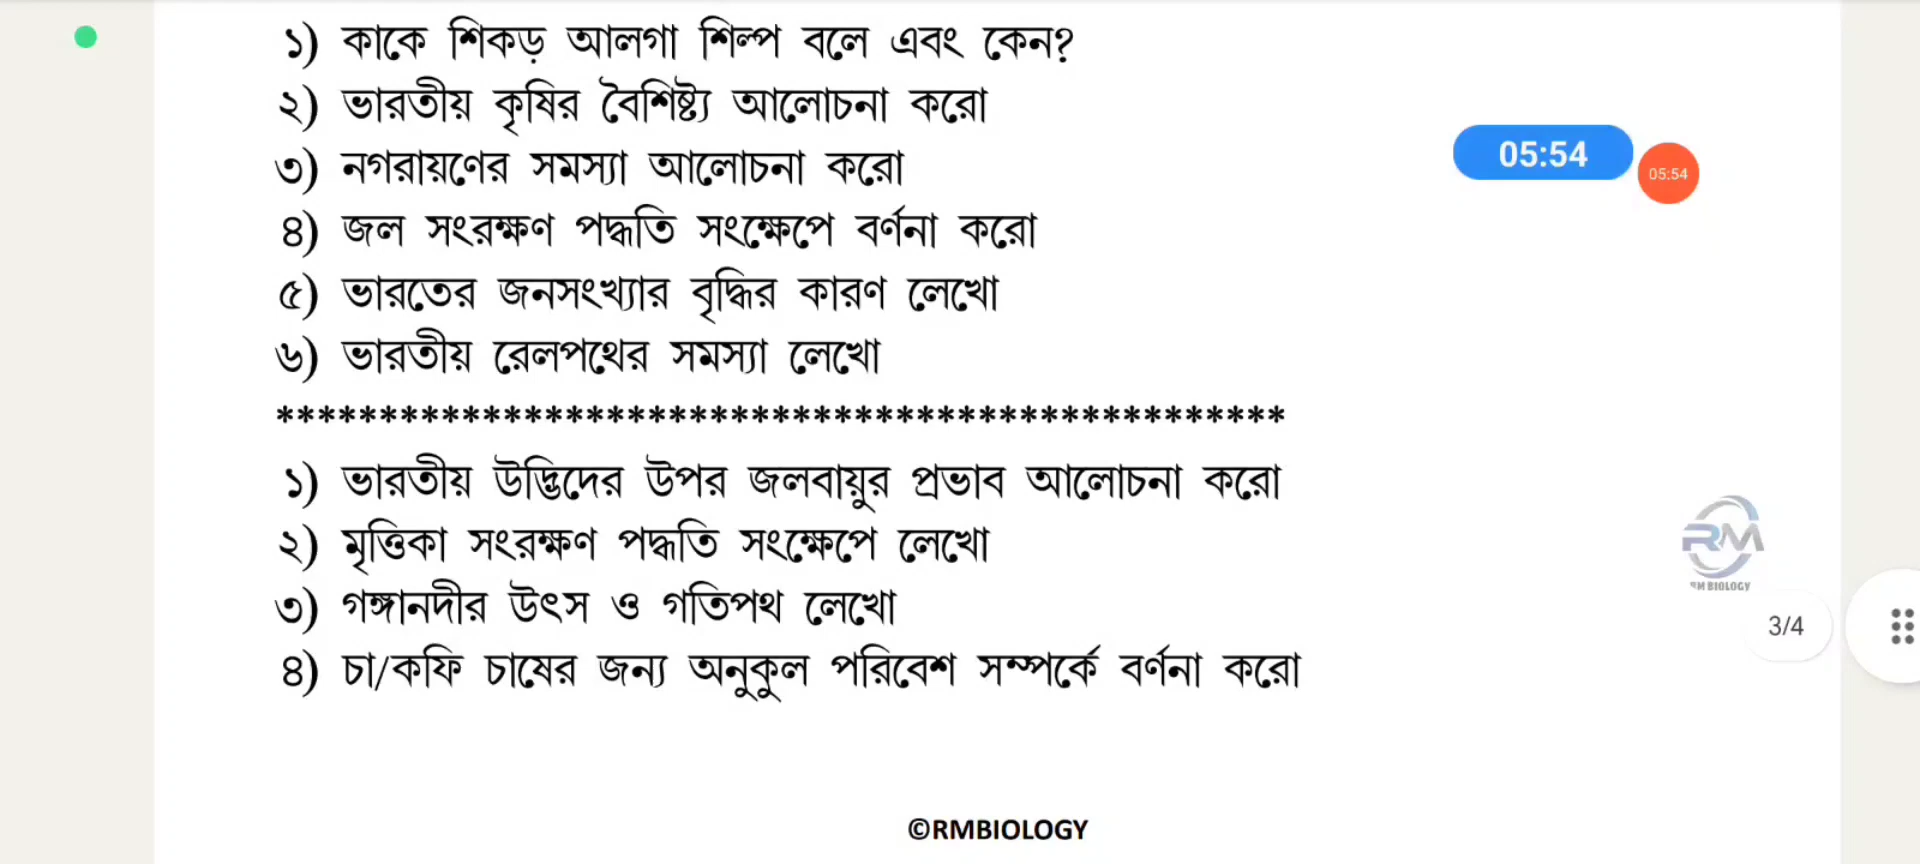 ১) কাকে শিকড় আলগা শিল্প বলে এবং কেন?
২) ভারতীয় কৃষির বৈশিষ্ট্য আলোচনা করো
৩) নগরায়ণের সমস্যা আলোচনা করো
৪) জল সংরক্ষণ পদ্ধতি সংক্ষেপে বর্ণনা করো
৫) ভারতের জনসংখ্যার বৃদ্ধির কারণ লেখো
৬) ভারতীয় রেলপথের সমস্যা লেখো
05:54
05:54
*************************************************
১) ভারতীয় উদ্ভিদের উপর জলবায়ুর প্রভাব আলোচনা করো
২) মৃত্তিকা সংরক্ষণ পদ্ধতি সংক্ষেপে লেখো
৩) গঙ্গানদীর উৎস ও গতিপথ লেখো
৪) চা/কফি চাষের জন্য অনুকুল পরিবেশ সম্পর্কে বর্ণনা করো
RM
RM BIOLOGY
3/4
©RMBIOLOGY